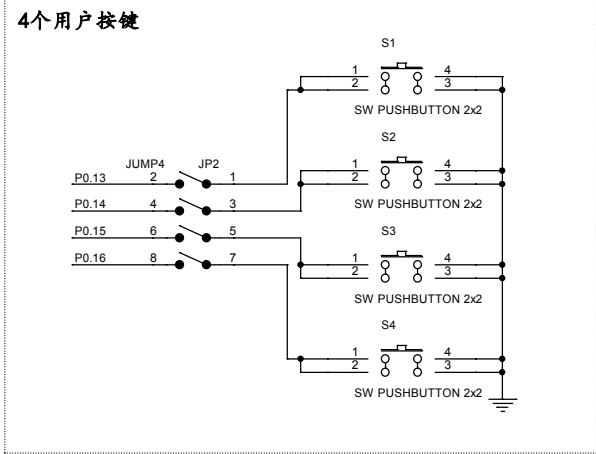 4个用户按键
S1
1 4
2 3
SW PUSHBUTTON 2x2
S2
1 4
2 3
SW PUSHBUTTON 2x2
JUMP4 JP2
P0.13 2 1
P0.14 4 3
P0.15 6 5
P0.16 8 7
S3
1 4
2 3
SW PUSHBUTTON 2x2
S4
1 4
2 3
SW PUSHBUTTON 2x2